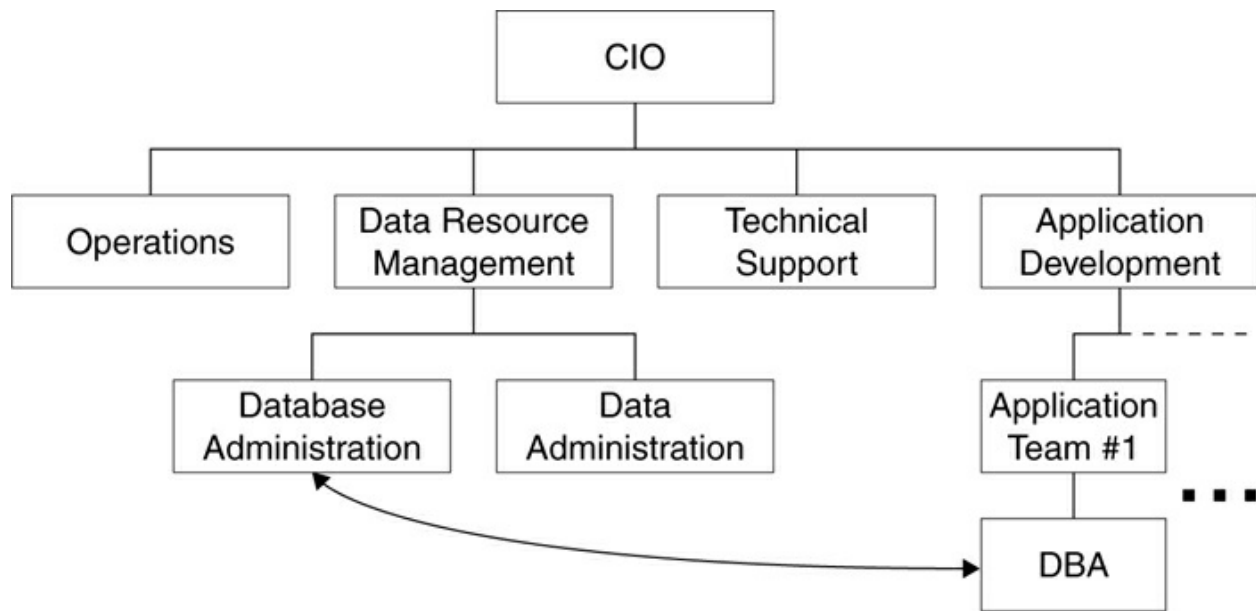 CIO
Operations
Data Resource
Management
Technical
Support
Application
Development
Database
Administration
Data
Administration
Application
Team #1
DBA